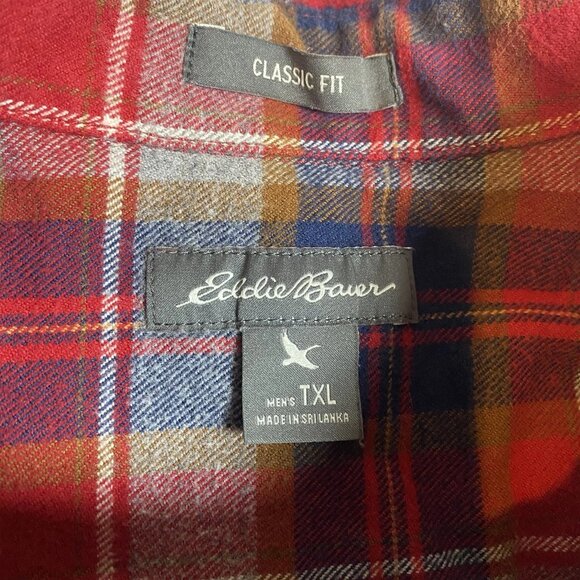 CLASSIC FIT
Eddie Bauer
MEN'S TXL
MADE IN SRI LANKA